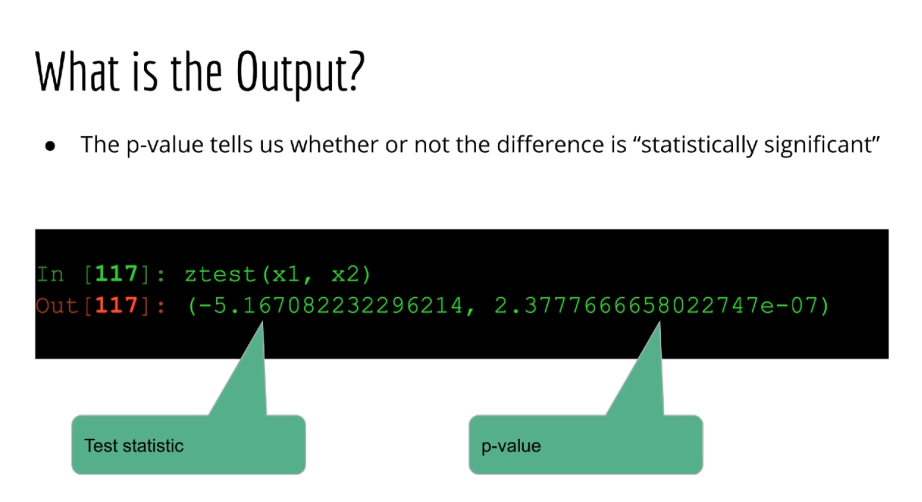 What is the Output?
● The p-value tells us whether or not the difference is “statistically significant”
In [117]: ztest(x1, x2)
Out[117]: (-5.167082232296214, 2.3777666658022747e-07)
Test statistic
p-value